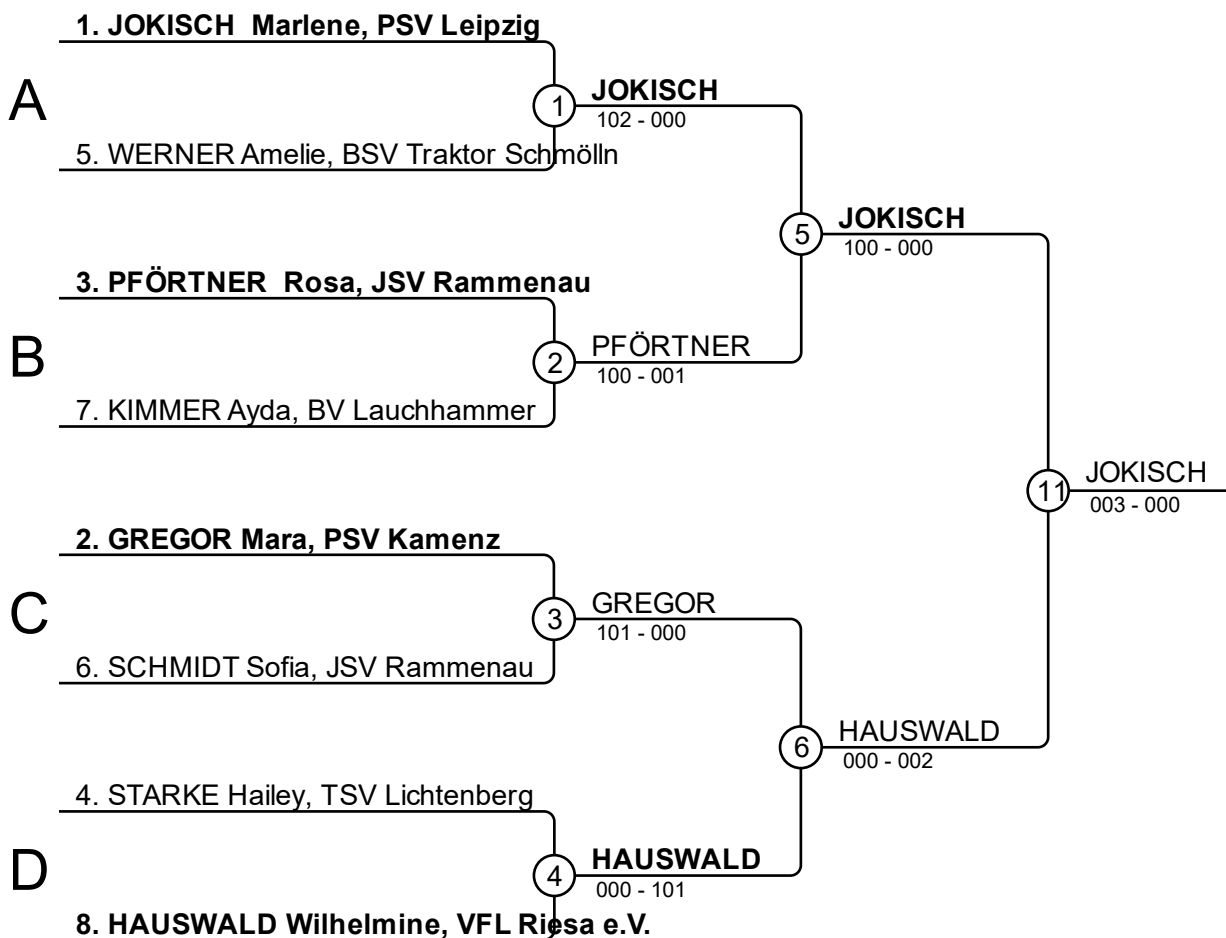 1. JOKISCH  Marlene, PSV Leipzig
A
1
JOKISCH
102 - 000
5. WERNER Amelie, BSV Traktor Schmölln
5
JOKISCH
100 - 000
3. PFÖRTNER  Rosa, JSV Rammenau
B
2
PFÖRTNER
100 - 001
7. KIMMER Ayda, BV Lauchhammer
11
JOKISCH
003 - 000
2. GREGOR Mara, PSV Kamenz
C
3
GREGOR
101 - 000
6. SCHMIDT Sofia, JSV Rammenau
6
HAUSWALD
000 - 002
4. STARKE Hailey, TSV Lichtenberg
D
4
HAUSWALD
000 - 101
8. HAUSWALD Wilhelmine, VFL Riesa e.V.